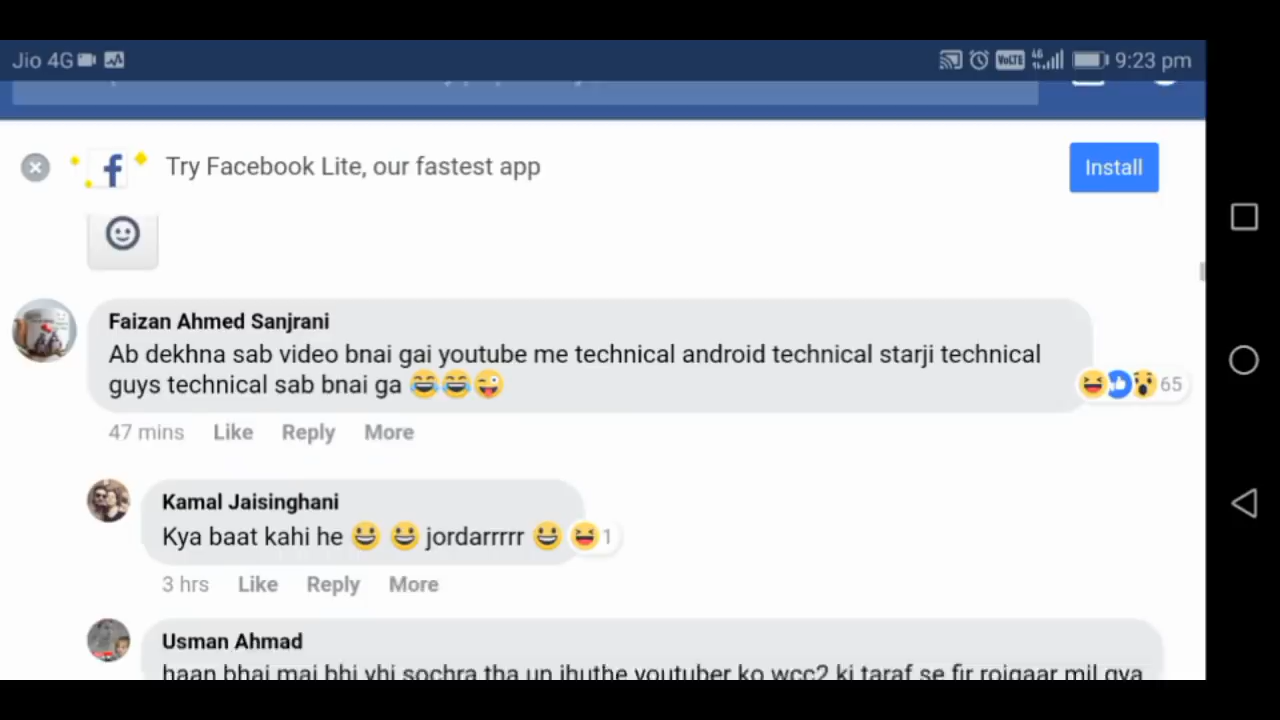 Jio 4G VoLTE 4G 9:23 pm
Try Facebook Lite, our fastest app
Install
Faizan Ahmed Sanjrani
Ab dekhna sab video bnai gai youtube me technical android technical starji technical
guys technical sab bnai ga 😂😂😜
65
47 mins Like Reply More
Kamal Jaisinghani
Kya baat kahi he 😀 😀 jordarrrrr 😀 1
3 hrs Like Reply More
Usman Ahmad
haan bhai mai bhi yhi sochra tha un jhuthe youtuber ko wcc2 ki taraf se fir rojgaar mil gya